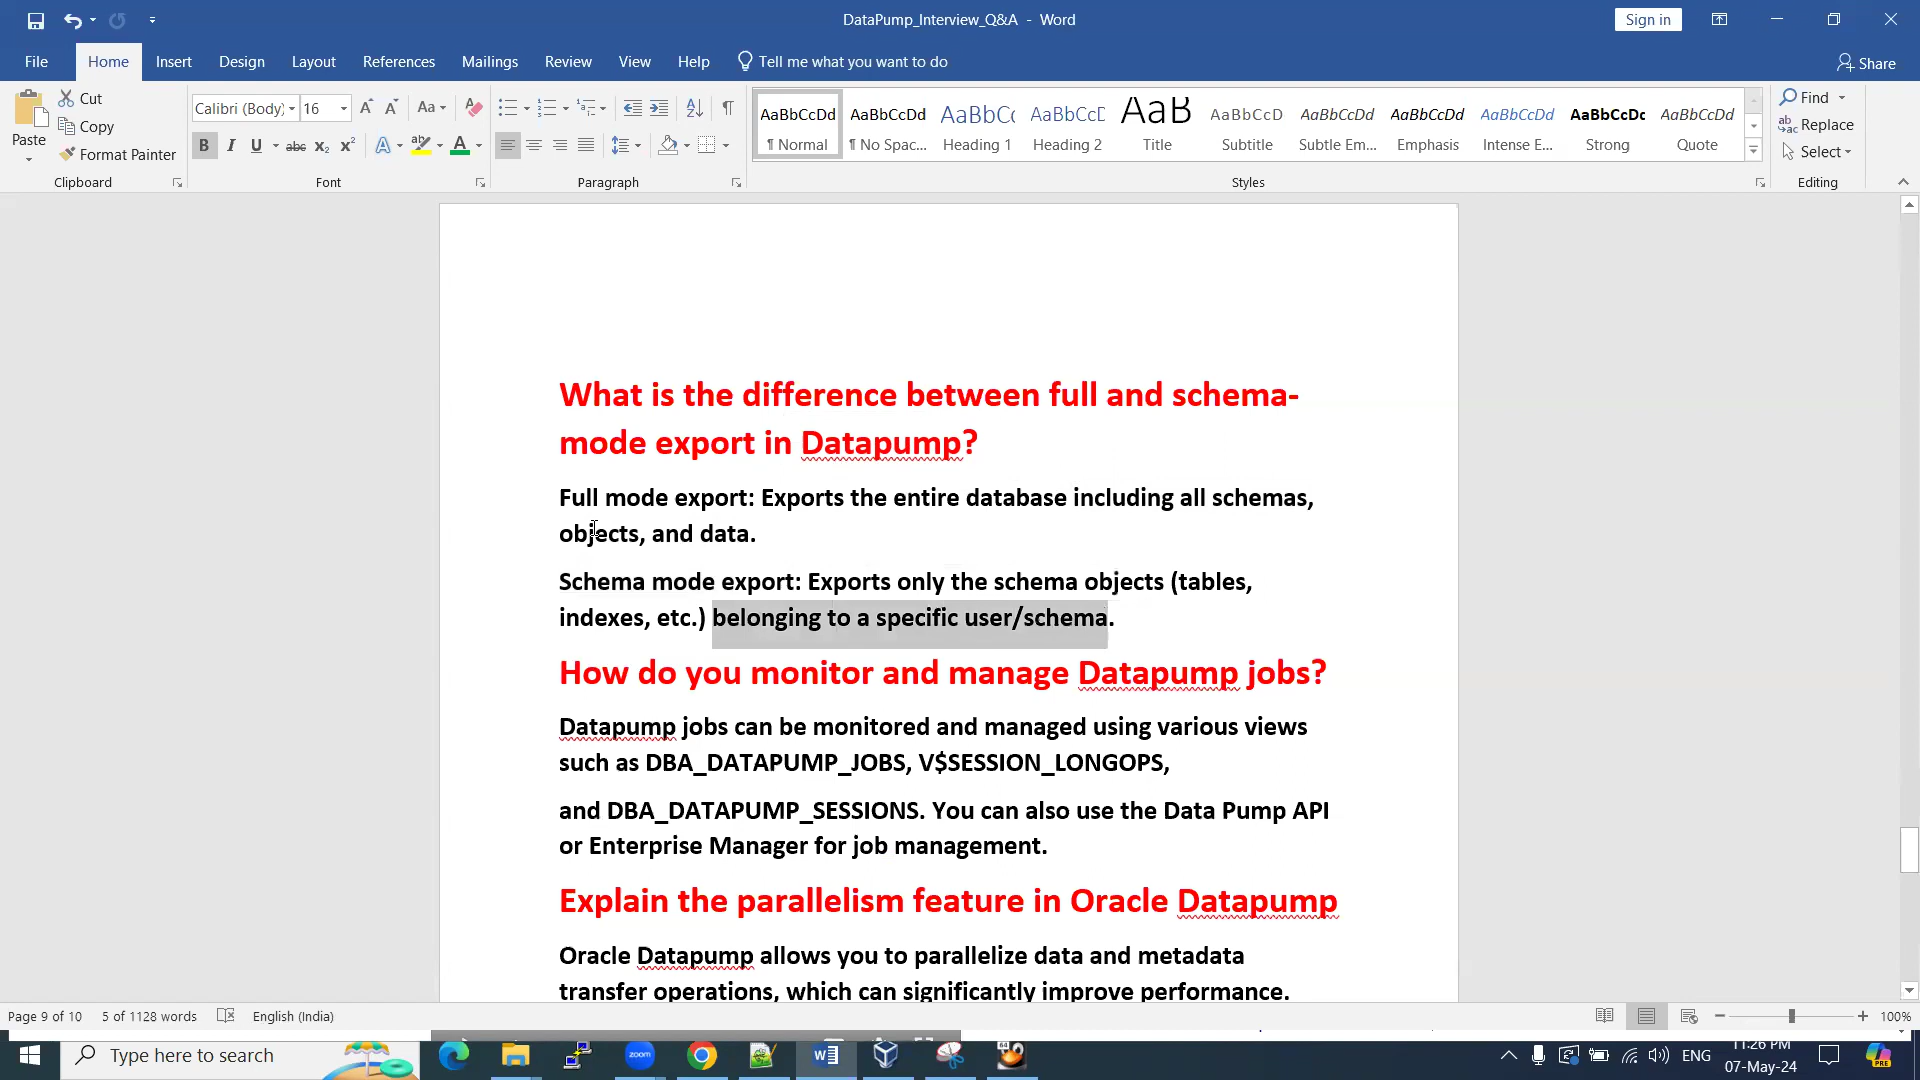 DataPump_Interview_Q&A - Word
Sign in
File Home Insert Design Layout References Mailings Review View Help Tell me what you want to do
Share
Paste
Cut
Copy
Format Painter
Clipboard
Calibri (Body) 16
Font
Paragraph
AaBbCcDd AaBbCcDd AaBbCc AaBbCcC AaB AaBbCcD AaBbCcDd AaBbCcDd AaBbCcDd AaBbCcDc AaBbCcDd
¶ Normal ¶ No Spac... Heading 1 Heading 2 Title Subtitle Subtle Em... Emphasis Intense E... Strong Quote
Styles
Find
Replace
Select
Editing
What is the difference between full and schema-
mode export in Datapump?
Full mode export: Exports the entire database including all schemas,
objects, and data.
Schema mode export: Exports only the schema objects (tables,
indexes, etc.) belonging to a specific user/schema.
How do you monitor and manage Datapump jobs?
Datapump jobs can be monitored and managed using various views
such as DBA_DATAPUMP_JOBS, V$SESSION_LONGOPS,
and DBA_DATAPUMP_SESSIONS. You can also use the Data Pump API
or Enterprise Manager for job management.
Explain the parallelism feature in Oracle Datapump
Oracle Datapump allows you to parallelize data and metadata
transfer operations, which can significantly improve performance.
Page 9 of 10 5 of 1128 words English (India)
100%
Type here to search
zoom
ENG
11:26 PM
07-May-24
PRE